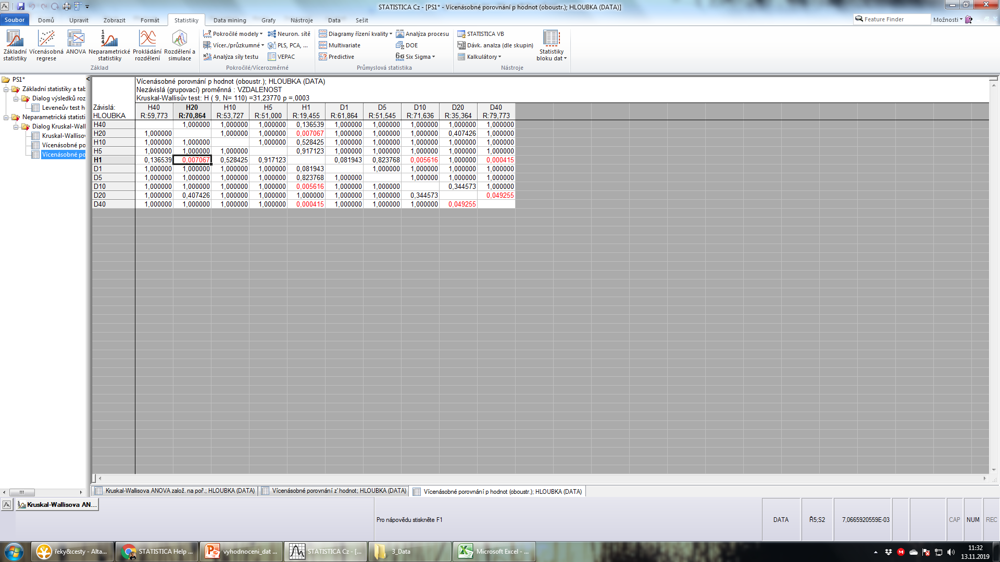 STATISTICA Cz - [PS1* - Vícenásobné porovnání p hodnot (oboustr.); HLOUBKA (DATA)]
Soubor Domů Upravit Zobrazit Formát Statistiky Data mining Grafy Nástroje Data Sešit Feature Finder Možnosti
Základní statistiky
Vícenásobná regrese
ANOVA
Neparametrické statistiky
Prokládání rozdělení
Rozdělení a simulace
Základ
Pokročilé modely Neuron. sítě
Vícer./průzkumné PLS, PCA, ...
Analýza síly testu VEPAC
Pokročilé/Vícerozměrné
Diagramy řízení kvality Analýza procesu
Multivariate DOE
Predictive Six Sigma
Průmyslová statistika
STATISTICA VB
Dávk. analza (dle skupin)
Kalkulátory
Statistiky bloku dat
Nástroje
PS1*
Základní statistiky a tab
Dialog výsledků roz
Leveneův test h
Neparametrická statisti
Dialog Kruskal-Wall
Kruskal-Walliso
Vícenásobné po
Vícenásobné po
Vícenásobné porovnání p hodnot (oboustr.); HLOUBKA (DATA)
Nezávislá (grupovací) proměnná : VZDALENOST
Kruskal-Wallisův test: H ( 9, N= 110) =31,23770 p =,0003
Závislá: H40 H20 H10 H5 H1 D1 D5 D10 D20 D40
HLOUBKA R:59,773 R:70,864 R:53,727 R:51,000 R:19,455 R:61,864 R:51,545 R:71,636 R:35,364 R:79,773
H40 1,000000 1,000000 1,000000 0,136539 1,000000 1,000000 1,000000 1,000000 1,000000
H20 1,000000 1,000000 1,000000 0,007067 1,000000 1,000000 1,000000 0,407426 1,000000
H10 1,000000 1,000000 1,000000 0,528425 1,000000 1,000000 1,000000 1,000000 1,000000
H5 1,000000 1,000000 1,000000 0,917123 1,000000 1,000000 1,000000 1,000000 1,000000
H1 0,136539 0,007067 0,528425 0,917123 0,081943 0,823768 0,005616 1,000000 0,000415
D1 1,000000 1,000000 1,000000 1,000000 0,081943 1,000000 1,000000 1,000000 1,000000
D5 1,000000 1,000000 1,000000 1,000000 0,823768 1,000000 1,000000 1,000000 1,000000
D10 1,000000 1,000000 1,000000 1,000000 0,005616 1,000000 1,000000 0,344573 1,000000
D20 1,000000 0,407426 1,000000 1,000000 1,000000 1,000000 1,000000 0,344573 0,049255
D40 1,000000 1,000000 1,000000 1,000000 0,000415 1,000000 1,000000 1,000000 0,049255
Kruskal-Wallisova ANOVA založ. na poř.; HLOUBKA (DATA) Vícenásobné porovnání z' hodnot; HLOUBKA (DATA) Vícenásobné porovnání p hodnot (oboustr.); HLOUBKA (DATA)
Kruskal-Wallisova AN...
Pro nápovědu stiskněte F1 DATA Ř5;S2 7,0665920559E-03 CAP NUM REC
řeky&cesty - Alta... STATISTICA Help ... vyhodnoceni_dat ... STATISTICA Cz - [... 3_Data Microsoft Excel - ... 11:32
13.11.2019